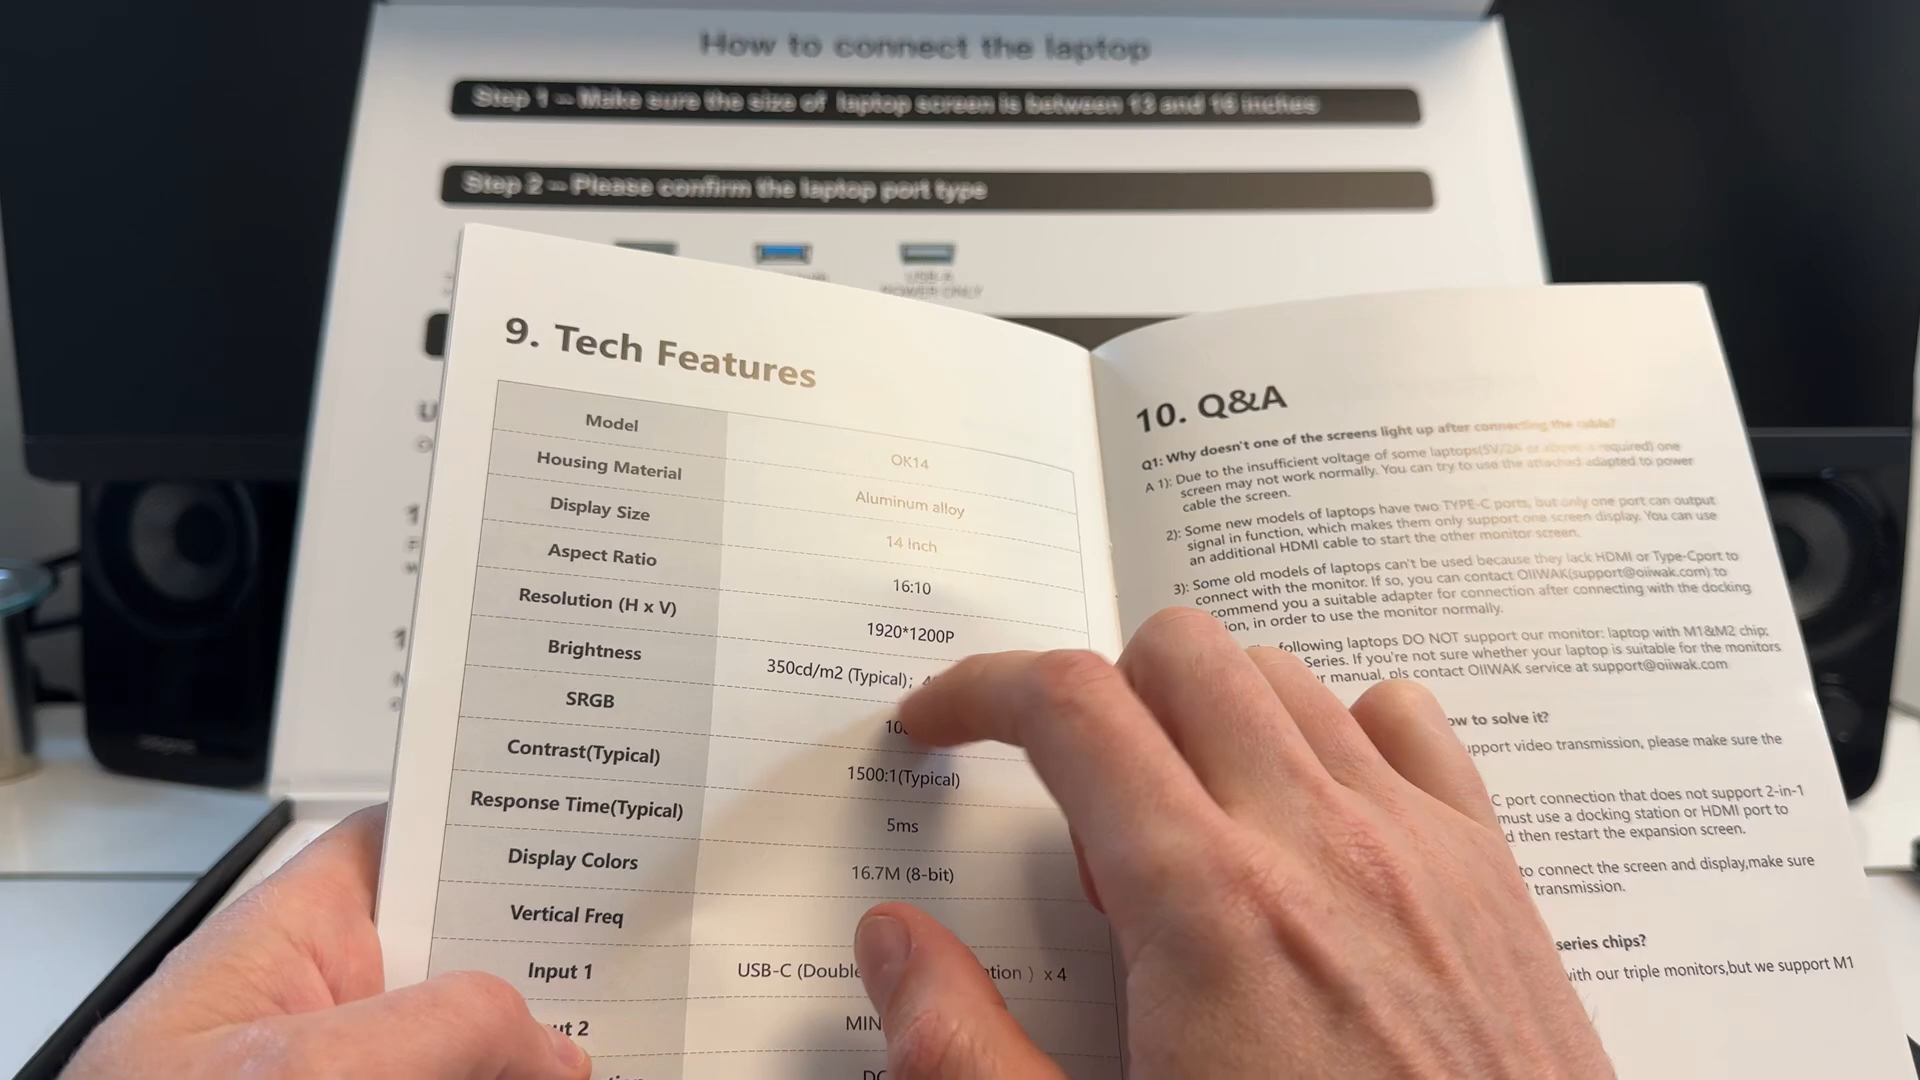 How to connect the laptop
Step 1 – Make sure the size of laptop screen is between 13 and 16 inches
Step 2 – Please confirm the laptop port type
USB-A
POWER ONLY
9. Tech Features
Model OK14
Housing Material Aluminum alloy
Display Size 14 Inch
Aspect Ratio 16:10
Resolution (H x V) 1920*1200P
Brightness 350cd/m2 (Typical);
SRGB
Contrast(Typical) 1500:1(Typical)
Response Time(Typical) 5ms
Display Colors 16.7M (8-bit)
Vertical Freq
Input 1 USB-C (Double tion ) x 4
ut 2 MIN
10. Q&A
Q1: Why doesn't one of the screens light up after connecting the cable?
A 1): Due to the insufficient voltage of some laptops(5V/2A or above is required) one
screen may not work normally. You can try to use the attached adapted to power
cable the screen.
2): Some new models of laptops have two TYPE-C ports, but only one port can output
signal in function, which makes them only support one screen display. You can use
an additional HDMI cable to start the other monitor screen.
3): Some old models of laptops can't be used because they lack HDMI or Type-Cport to
connect with the monitor. If so, you can contact OIIWAK(support@oiiwak.com) to
commend you a suitable adapter for connection after connecting with the docking
ion, in order to use the monitor normally.
following laptops DO NOT support our monitor: laptop with M1&M2 chip;
Series. If you're not sure whether your laptop is suitable for the monitors
r manual, pls contact OIIWAK service at support@oiiwak.com
ow to solve it?
upport video transmission, please make sure the
C port connection that does not support 2-in-1
must use a docking station or HDMI port to
d then restart the expansion screen.
to connect the screen and display,make sure
transmission.
series chips?
with our triple monitors,but we support M1